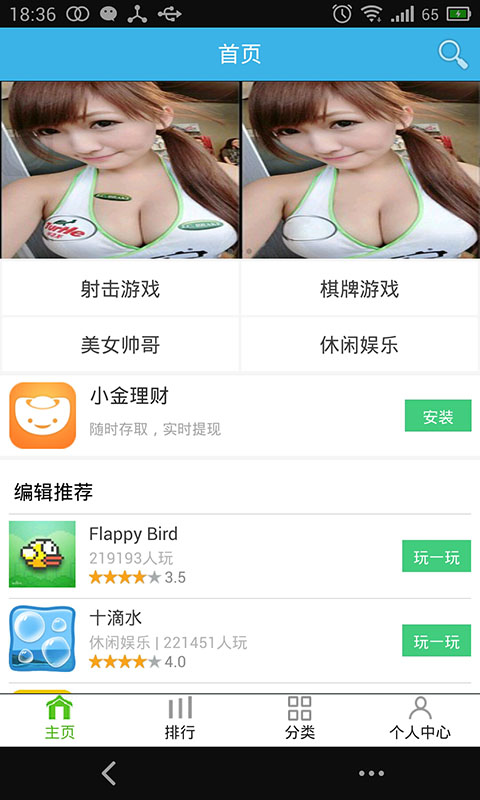 18:36
65
首页
Turtle
射击游戏
棋牌游戏
美女帅哥
休闲娱乐
小金理财
随时存取，实时提现
安装
编辑推荐
Flappy Bird
219193人玩
3.5
玩一玩
十滴水
休闲娱乐 | 221451人玩
4.0
玩一玩
主页
排行
分类
个人中心